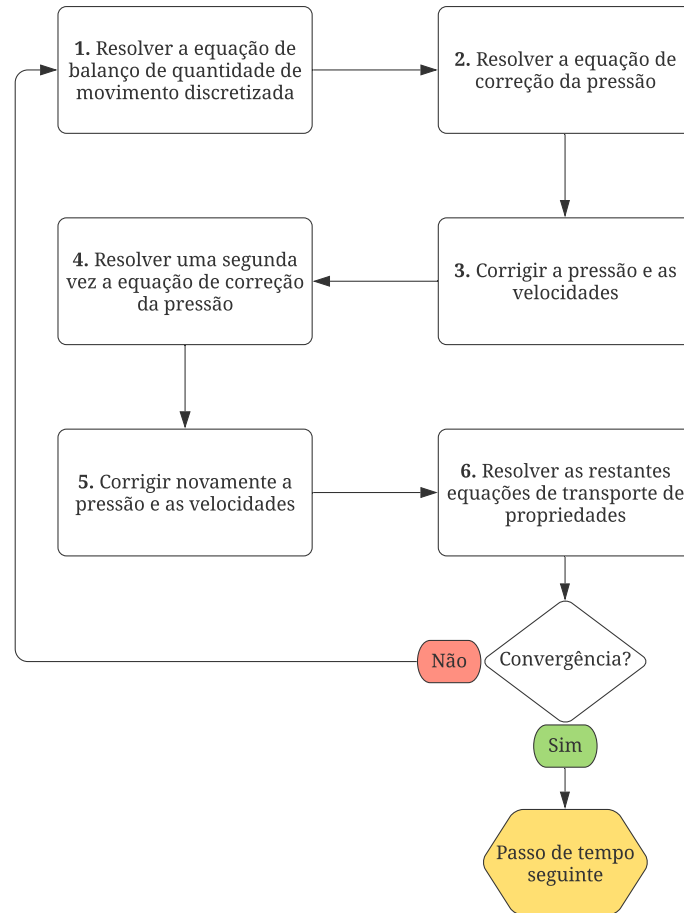 1. Resolver a equação de
balanço de quantidade de
movimento discretizada
2. Resolver a equação de
correção da pressão
3. Corrigir a pressão e as
velocidades
4. Resolver uma segunda
vez a equação de correção
da pressão
5. Corrigir novamente a
pressão e as velocidades
6. Resolver as restantes
equações de transporte de
propriedades
Convergência?
Não
Sim
Passo de tempo
seguinte